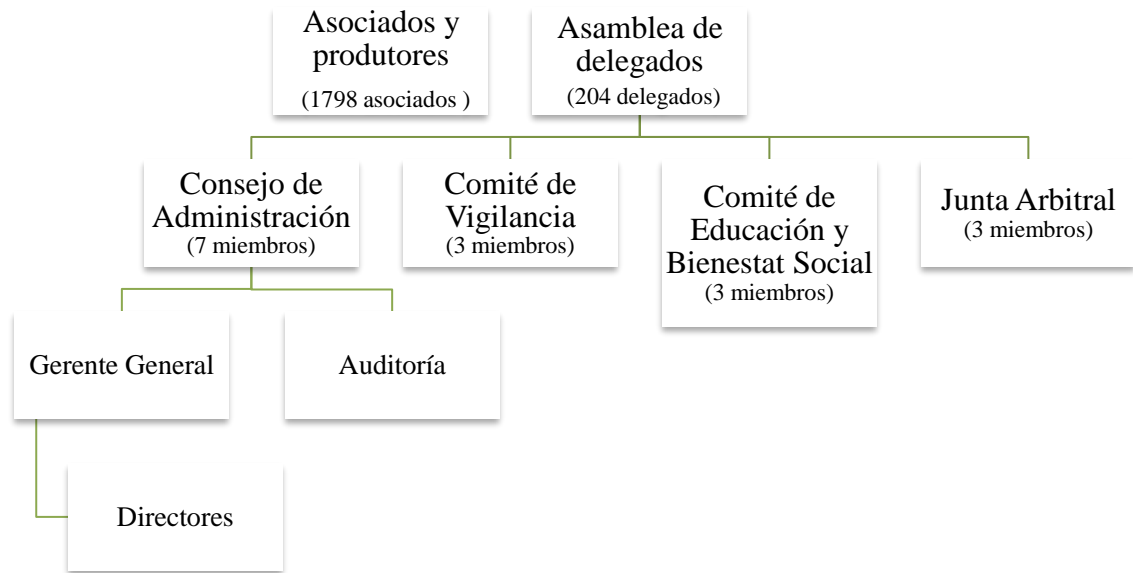 Asociados y
produtores
(1798 asociados )
Asamblea de
delegados
(204 delegados)
Consejo de
Administración
(7 miembros)
Comité de
Vigilancia
(3 miembros)
Comité de
Educación y
Bienestat Social
(3 miembros)
Junta Arbitral
(3 miembros)
Gerente General
Auditoría
Directores